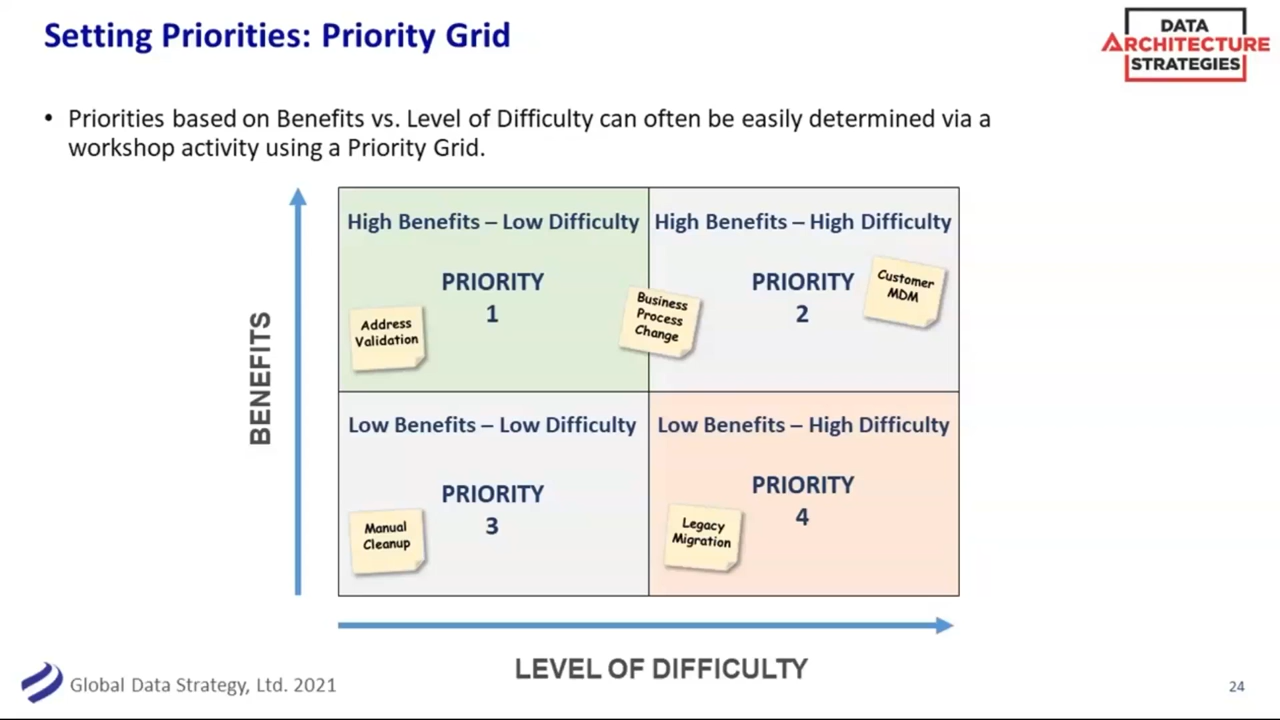 Setting Priorities: Priority Grid
DATA
ARCHITECTURE
STRATEGIES
• Priorities based on Benefits vs. Level of Difficulty can often be easily determined via a
workshop activity using a Priority Grid.
BENEFITS
High Benefits – Low Difficulty
PRIORITY
1
Address
Validation
Business
Process
Change
High Benefits – High Difficulty
PRIORITY
2
Customer
MDM
Low Benefits – Low Difficulty
PRIORITY
3
Manual
Cleanup
Low Benefits – High Difficulty
PRIORITY
4
Legacy
Migration
LEVEL OF DIFFICULTY
Global Data Strategy, Ltd. 2021
24